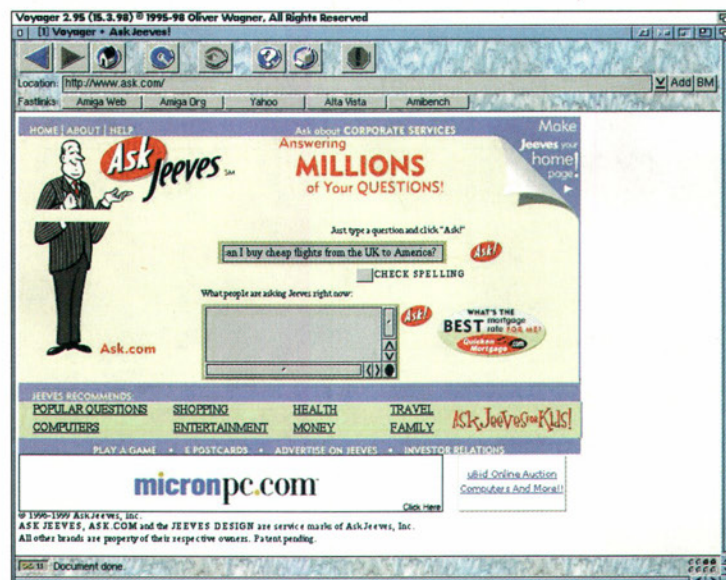 Voyager 2.95 (15.3.98) © 1995-98 Oliver Wagner, All Rights Reserved
[1] Voyager • Ask Jeeves!
Location: http://www.ask.com/ Add BM
Fastlinks: Amiga Web Amiga Org Yahoo Alta Vista Amibench
HOME | ABOUT | HELP
Ask about CORPORATE SERVICES
Make
Jeeves your
home!
page.
Ask
Jeeves SM
Answering
MILLIONS
of Your QUESTIONS!
Just type a question and click "Ask!"
an I buy cheap flights from the UK to America? Ask!
CHECK SPELLING
What people are asking Jeeves right now:
Ask!
WHAT'S THE
BEST mortgage
rate FOR ME!
Quicken
Mortgage .com
Ask.com
JEEVES RECOMMENDS:
POPULAR QUESTIONS SHOPPING HEALTH TRAVEL
COMPUTERS ENTERTAINMENT MONEY FAMILY
Ask Jeeves FOR KIDS!
PLAY A GAME • E POSTCARDS • ADVERTISE ON JEEVES • INVESTOR RELATIONS
micronpc.com
Click Here
uBid Online Auction
Computers And More!!
© 1996-1999 Ask Jeeves, Inc.
ASK JEEVES, ASK.COM and the JEEVES DESIGN are service marks of Ask Jeeves, Inc.
All other brands are property of their respective owners. Patent pending.
Document done.